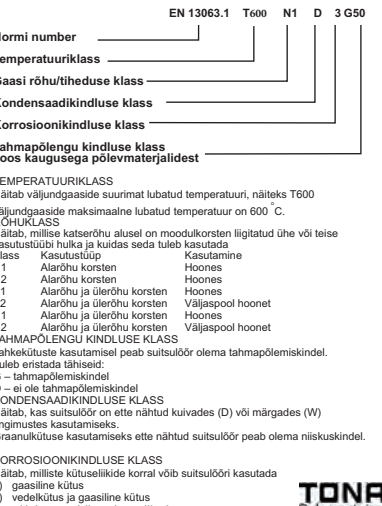 EN 13063.1 T600 N1 D 3 G50
ormi number
emperatuuriklass
aasi rõhu/tiheduse klass
ondensaadikindluse klass
orrosioonikindluse klass
ahmapõlengu kindluse klass
oos kaugusega põlevmaterjalidest
EMPERATUURIKLASS
äitab väljundgaaside suurimat lubatud temperatuuri, näiteks T600
äljundgaaside maksimaalne lubatud temperatuur on 600 °C.
ÕHUKLASS
äitab, millise katserõhu alusel on moodulkorsten liigitatud ühe või teise
asutustüübi hulka ja kuidas seda tuleb kasutada
lass Kasutustüüp Kasutamine
1 Alarõhu korsten Hoones
2 Alarõhu korsten Hoones
1 Alarõhu ja ülerõhu korsten Hoones
2 Alarõhu ja ülerõhu korsten Väljaspool hoonet
1 Alarõhu ja ülerõhu korsten Hoones
2 Alarõhu ja ülerõhu korsten Väljaspool hoonet
AHMAPÕLENGU KINDLUSE KLASS
ahkekütuste kasutamisel peab suitsulõõr olema tahmapõlemiskindel.
uleb eristada tähiseid:
– tahmapõlemiskindel
– ei ole tahmapõlemiskindel
ONDENSAADIKINDLUSE KLASS
äitab, kas suitsulõõr on ette nähtud kuivades (D) või märgades (W)
ngimustes kasutamiseks.
raanulkütuse kasutamiseks ette nähtud suitsulõõr peab olema niiskuskindel.
ORROSIOONIKINDLUSE KLASS
äitab, milliste kütuseliikide korral võib suitsulõõri kasutada
) gaasiline kütus
) vedelkütus ja gaasiline kütus
TONA